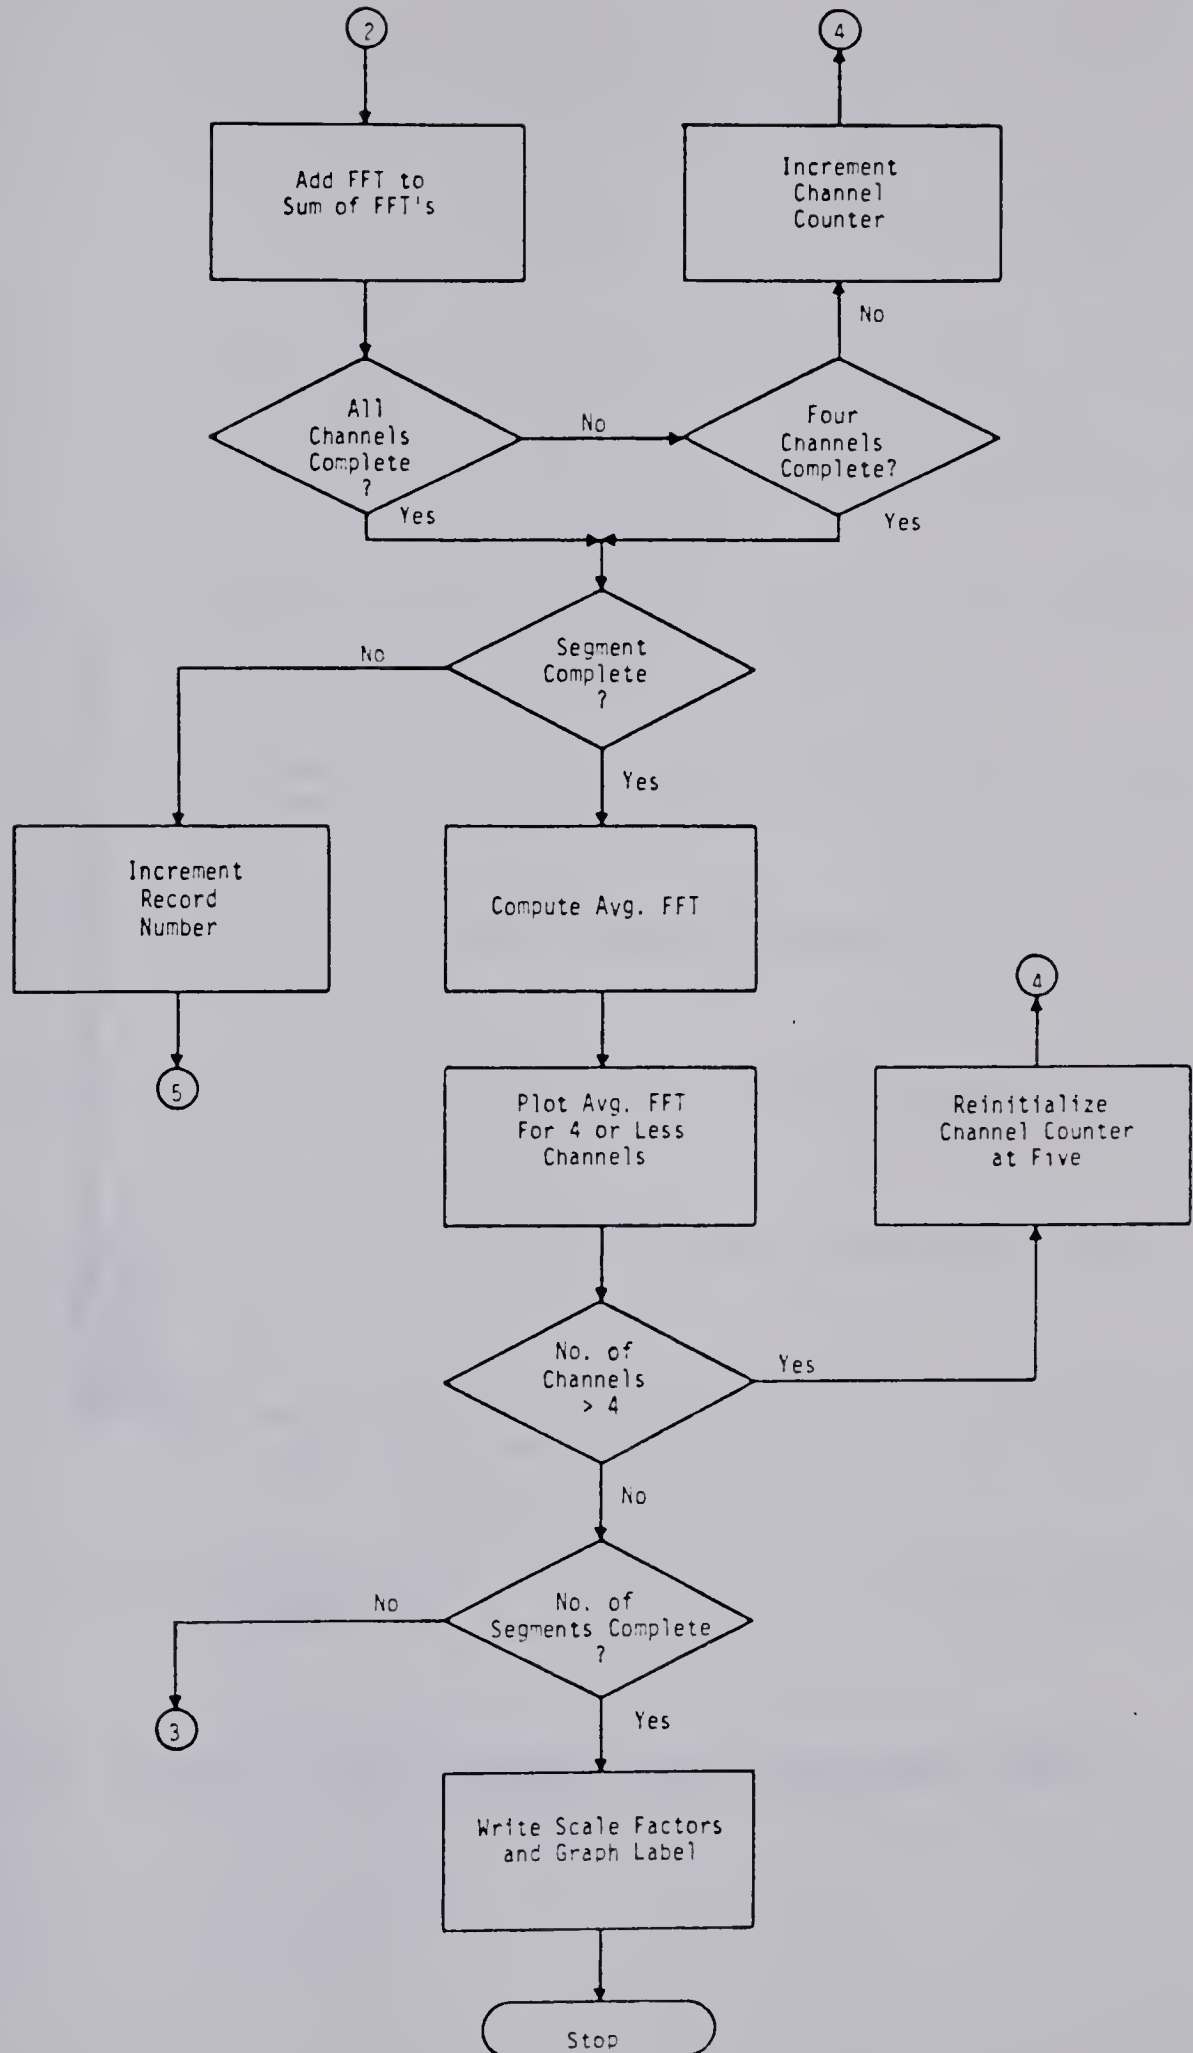 2
4
Add FFT to
Sum of FFT's
Increment
Channel
Counter
No
All
Channels
Complete
?
No
Four
Channels
Complete?
Yes
Yes
Segment
Complete
?
No
Yes
Increment
Record
Number
Compute Avg. FFT
4
5
Plot Avg. FFT
For 4 or Less
Channels
Reinitialize
Channel Counter
at Five
No. of
Channels
> 4
Yes
No
No. of
Segments Complete
?
No
3
Yes
Write Scale Factors
and Graph Label
Stop